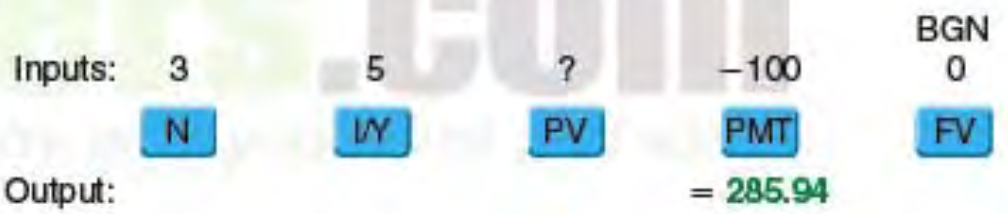 BGN
Inputs: 3 5 ? −100 0
N I/Y PV PMT FV
Output: = 285.94